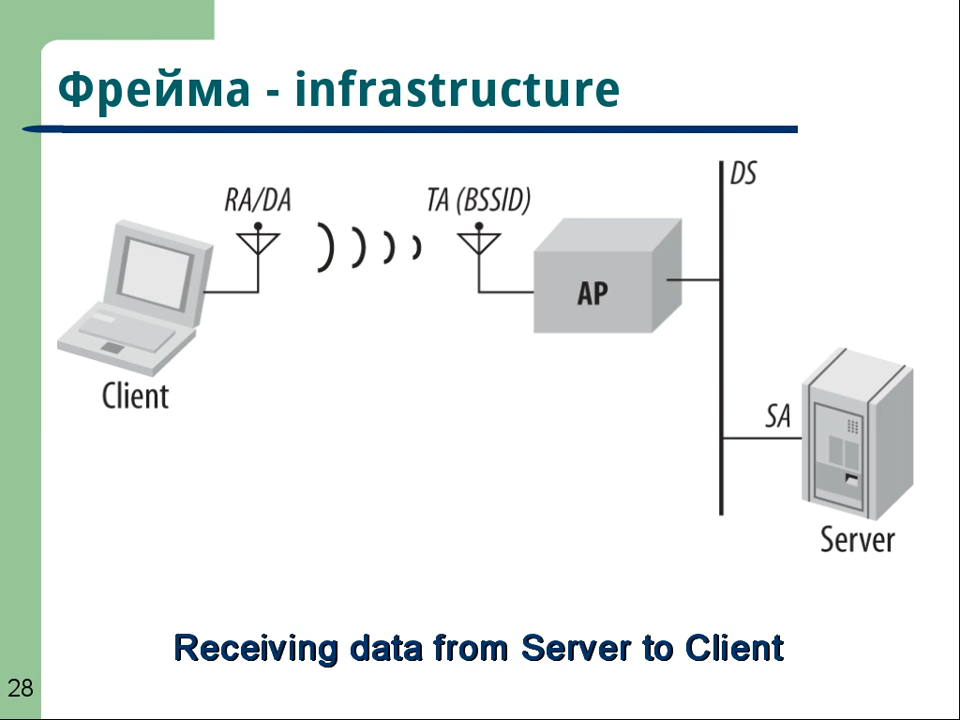 Фрейма - infrastructure
DS
RA/DA
TA (BSSID)
AP
Client
SA
Server
Receiving data from Server to Client
28